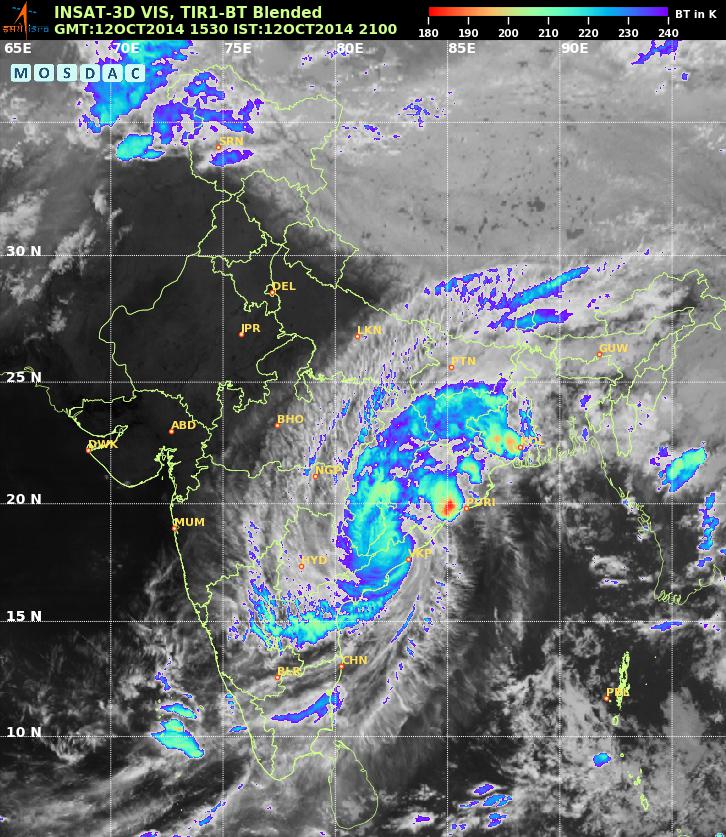 INSAT-3D VIS, TIR1-BT Blended
GMT:12OCT2014 1530 IST:12OCT2014 2100
BT in K
180 190 200 210 220 230 240
65E 70E 75E 80E 85E 90E
MOSDAC
SRN
30 N
DEL
JPR
LKN
GUW
PTN
25 N
ABD
BHO
DWK
NGP
20 N
PURI
MUM
VKP
HYD
15 N
CHN
BLR
PBL
10 N